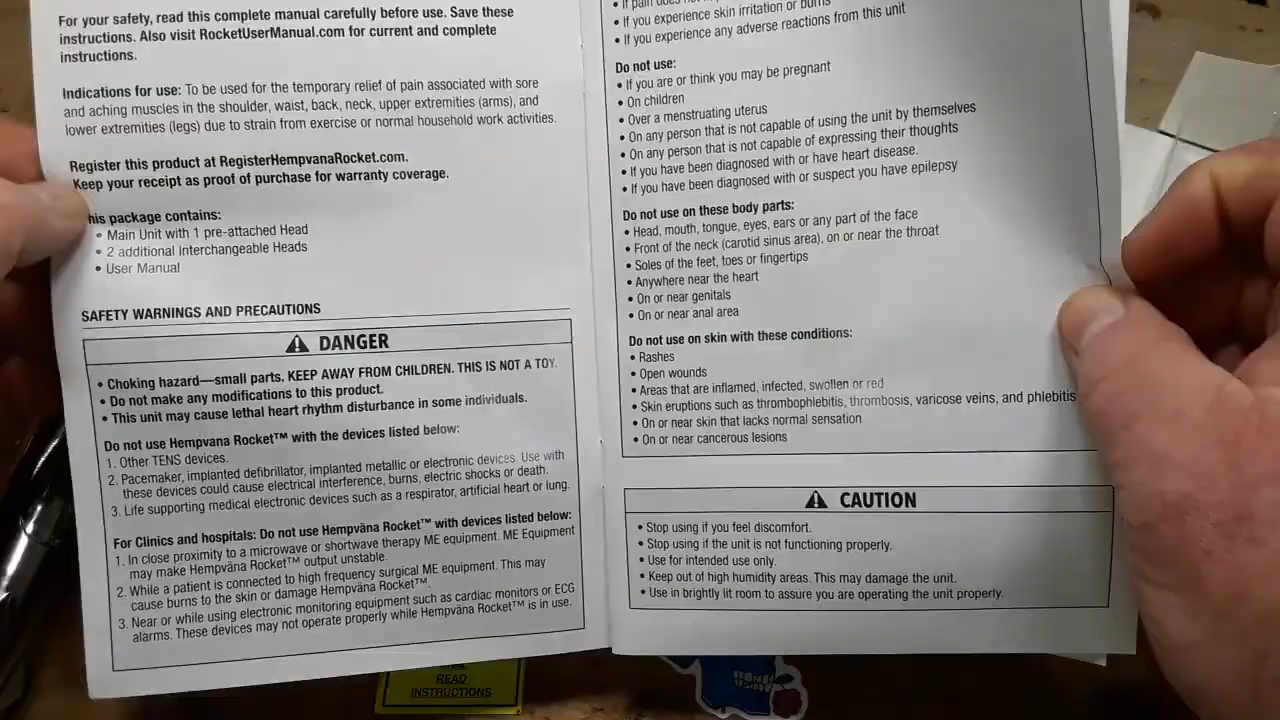 For your safety, read this complete manual carefully before use. Save these
instructions. Also visit RocketUserManual.com for current and complete
instructions.
Indications for use: To be used for the temporary relief of pain associated with sore
and aching muscles in the shoulder, waist, back, neck, upper extremities (arms), and
lower extremities (legs) due to strain from exercise or normal household work activities.
Register this product at RegisterHempvanaRocket.com.
Keep your receipt as proof of purchase for warranty coverage.
his package contains:
• Main Unit with 1 pre-attached Head
• 2 additional Interchangeable Heads
• User Manual
SAFETY WARNINGS AND PRECAUTIONS
DANGER
• Choking hazard—small parts. KEEP AWAY FROM CHILDREN. THIS IS NOT A TOY.
• Do not make any modifications to this product.
• This unit may cause lethal heart rhythm disturbance in some individuals.
Do not use Hempvana Rocket™ with the devices listed below:
1. Other TENS devices.
2. Pacemaker, implanted defibrillator, implanted metallic or electronic devices. Use with
these devices could cause electrical interference, burns, electric shocks or death.
3. Life supporting medical electronic devices such as a respirator, artificial heart or lung.
For Clinics and hospitals: Do not use Hempväna Rocket™ with devices listed below:
1. In close proximity to a microwave or shortwave therapy ME equipment. ME Equipment
may make Hempväna Rocket™ output unstable.
2. While a patient is connected to high frequency surgical ME equipment. This may
cause burns to the skin or damage Hempväna Rocket™.
3. Near or while using electronic monitoring equipment such as cardiac monitors or ECG
alarms. These devices may not operate properly while Hempväna Rocket™ is in use.
• If pain does
• If you experience skin irritation or burns
• If you experience any adverse reactions from this unit
Do not use:
• If you are or think you may be pregnant
• On children
• Over a menstruating uterus
• On any person that is not capable of using the unit by themselves
• On any person that is not capable of expressing their thoughts
• If you have been diagnosed with or have heart disease.
• If you have been diagnosed with or suspect you have epilepsy
Do not use on these body parts:
• Head, mouth, tongue, eyes, ears or any part of the face
• Front of the neck (carotid sinus area), on or near the throat
• Soles of the feet, toes or fingertips
• Anywhere near the heart
• On or near genitals
• On or near anal area
Do not use on skin with these conditions:
• Rashes
• Open wounds
• Areas that are inflamed, infected, swollen or red
• Skin eruptions such as thrombophlebitis, thrombosis, varicose veins, and phlebitis
• On or near skin that lacks normal sensation
• On or near cancerous lesions
CAUTION
• Stop using if you feel discomfort.
• Stop using if the unit is not functioning properly.
• Use for intended use only.
• Keep out of high humidity areas. This may damage the unit.
• Use in brightly lit room to assure you are operating the unit properly.
READ
INSTRUCTIONS